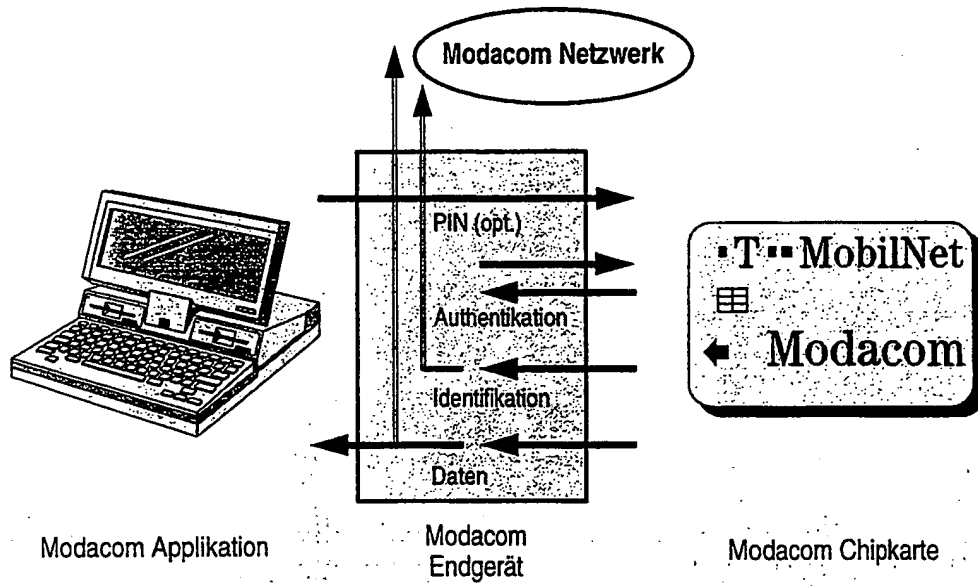 Modacom Netzwerk
PIN (opt.)
Authentikation
Identifikation
Daten
·T··MobilNet
Modacom
Modacom Applikation
Modacom
Endgerät
Modacom Chipkarte